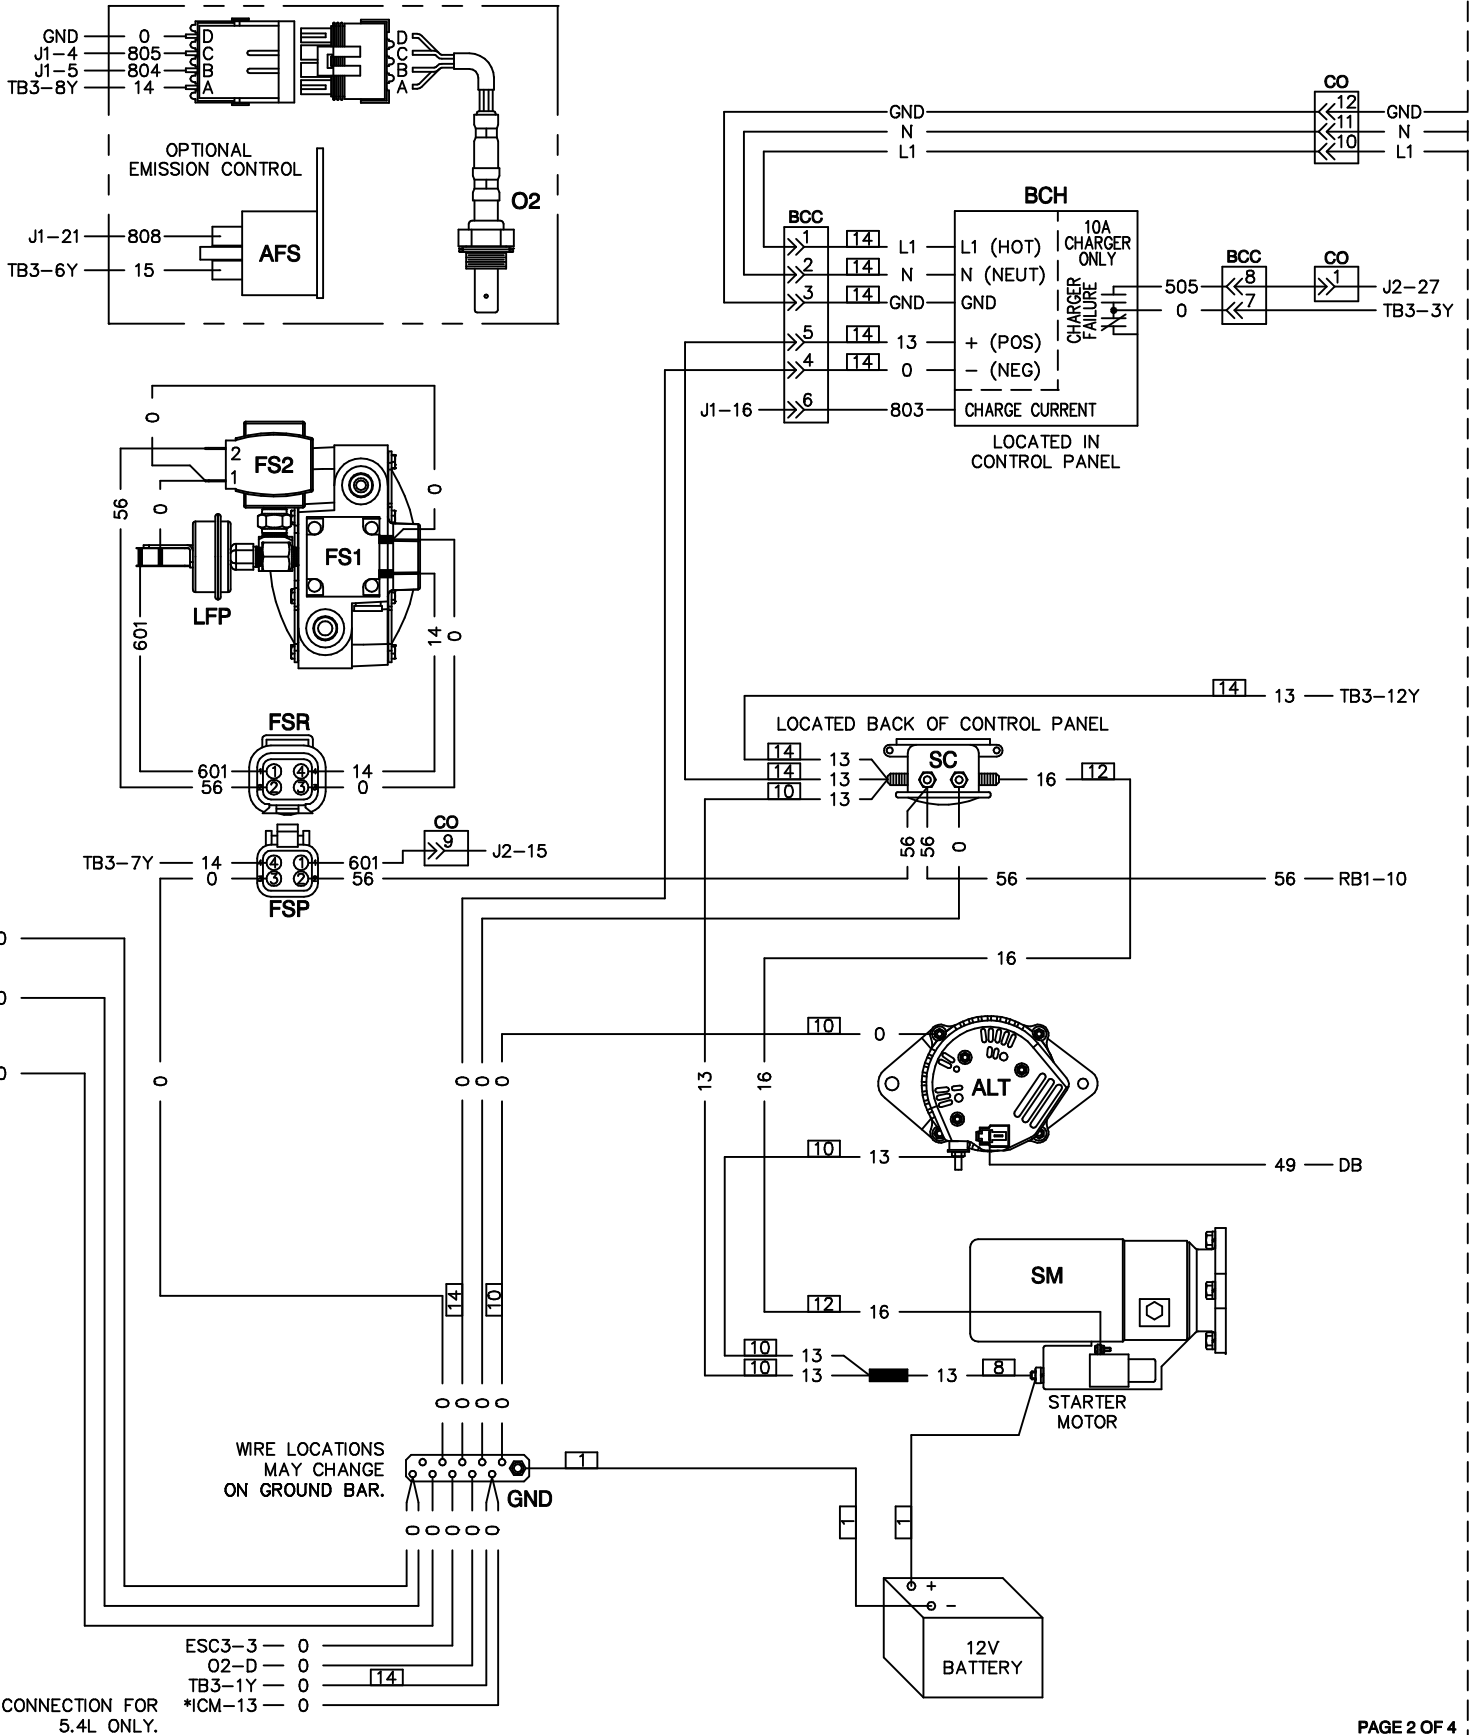 GND 0 D
J1-4 805 C
J1-5 804 B
TB3-8Y 14 A
D
C
B
A
OPTIONAL
EMISSION CONTROL
O2
J1-21 808
AFS
TB3-6Y 15
CO
GND 12 GND
N 11 N
L1 10 L1
BCH
BCC
1 14 L1 L1 (HOT)
2 14 N N (NEUT)
3 14 GND GND
5 14 13 + (POS)
4 14 0 - (NEG)
J1-16 6 803 CHARGE CURRENT
10A
CHARGER
ONLY
CHARGER
FAILURE
BCC CO
505 8 1 J2-27
0 7 TB3-3Y
LOCATED IN
CONTROL PANEL
0
2
1
FS2
56
0
0
FS1
LFP
601
14
0
FSR
601 1 4 14
56 2 3 0
CO
TB3-7Y 14 4 1 601 9 J2-15
0 3 2 56
FSP
14 13 TB3-12Y
LOCATED BACK OF CONTROL PANEL
14 13
14 13
10 13
SC
16 12
56
56
0
56 56 RB1-10
16
0
0
0
10 0
0
0
0
0
13
16
ALT
10 13
49 DB
SM
12 16
14
10
10 13
10 13
13 8
STARTER
MOTOR
0
0
0
0
WIRE LOCATIONS
MAY CHANGE
ON GROUND BAR.
1
GND
0
0
0
0
0
1
1
+
-
12V
BATTERY
ESC3-3 0
O2-D 0
TB3-1Y 0 14
CONNECTION FOR *ICM-13 0
5.4L ONLY.
PAGE 2 OF 4